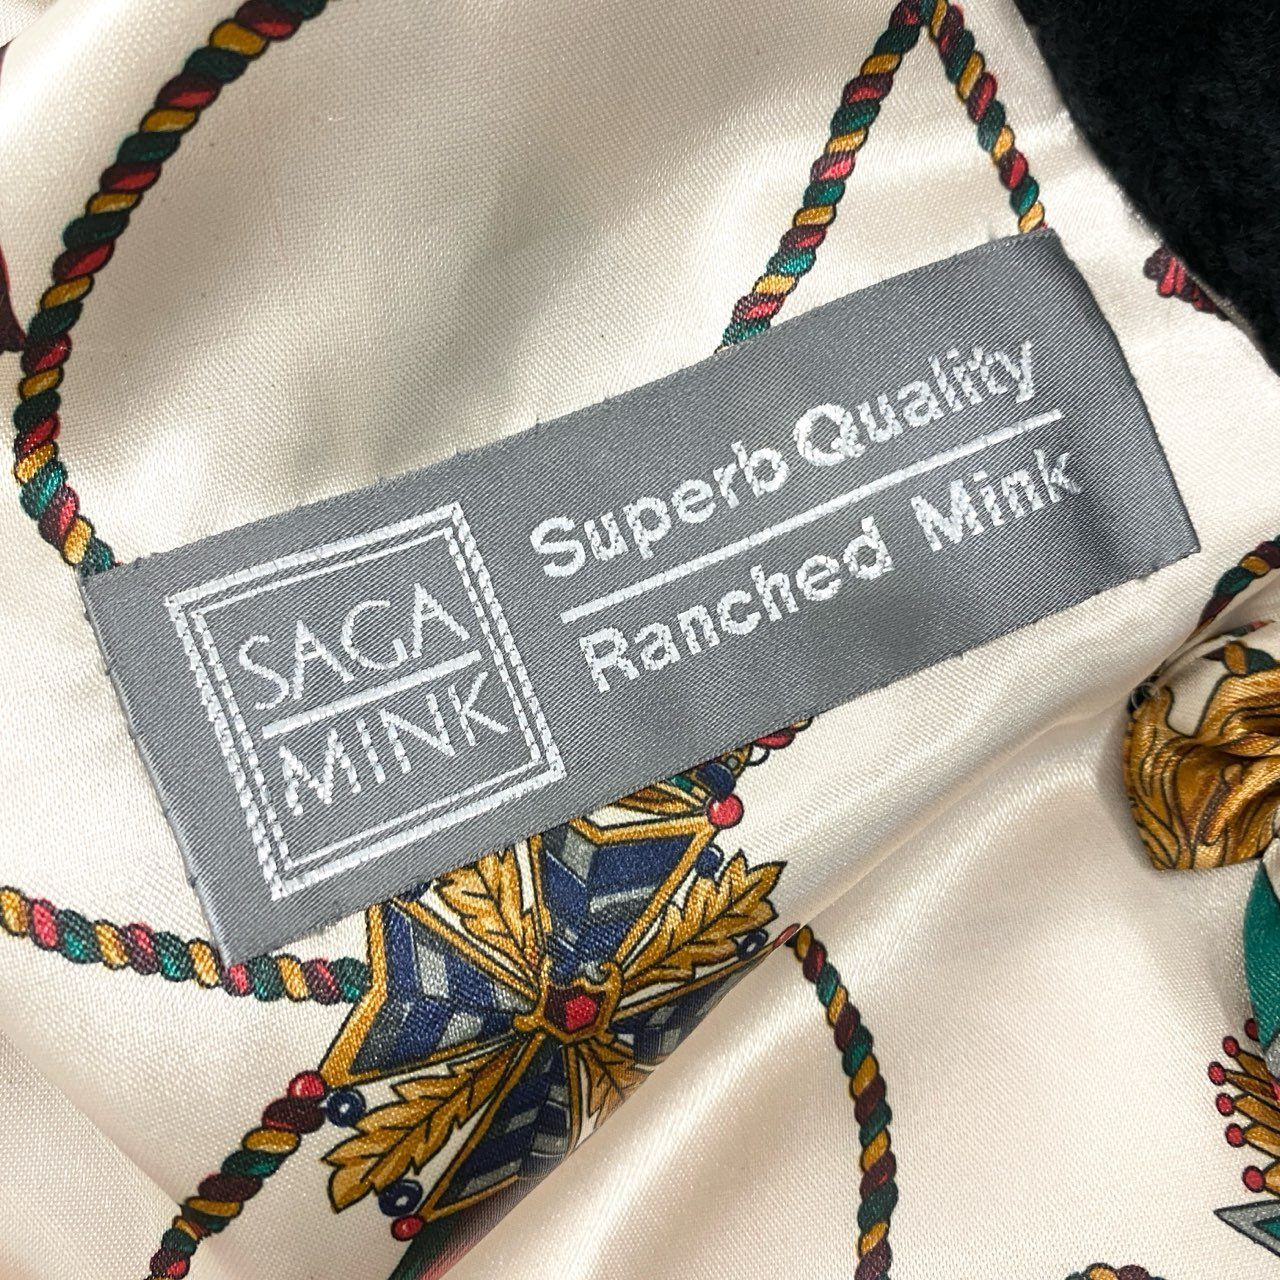 SAGA
MINK
Superb Quality
Ranched Mink